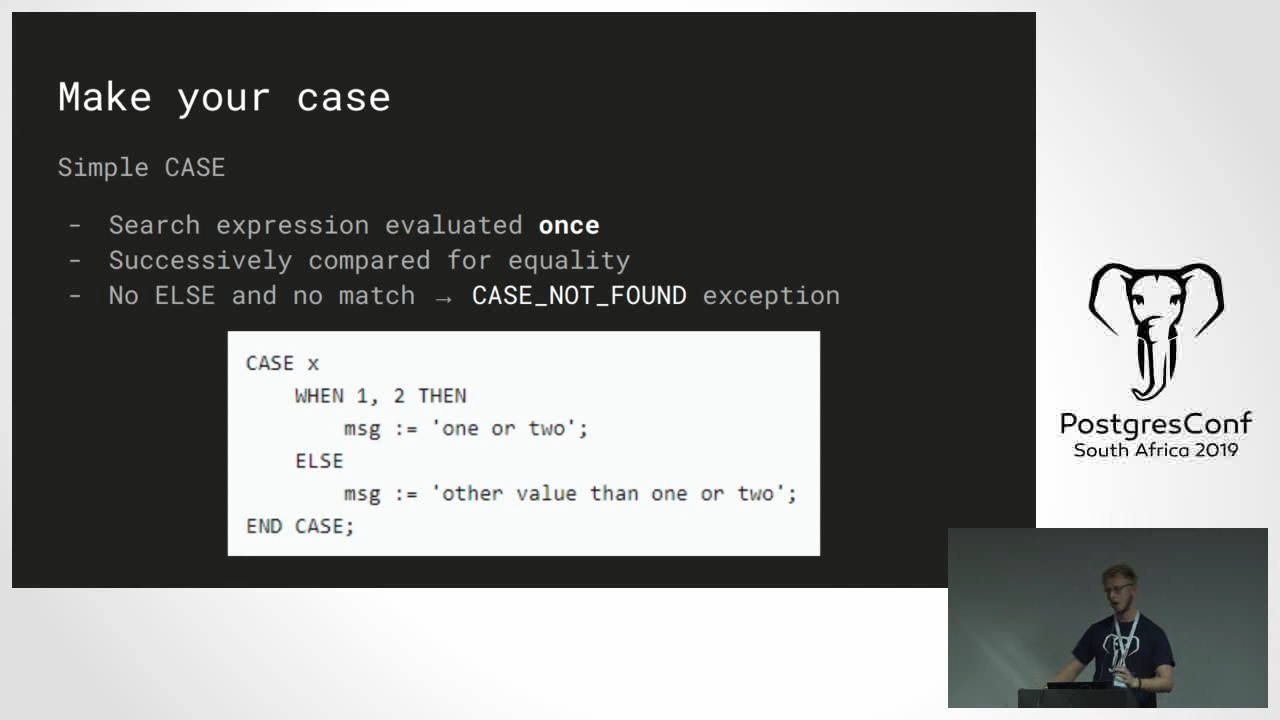 Make your case
Simple CASE
- Search expression evaluated once
- Successively compared for equality
- No ELSE and no match → CASE_NOT_FOUND exception
CASE x
    WHEN 1, 2 THEN
        msg := 'one or two';
    ELSE
        msg := 'other value than one or two';
END CASE;
PostgresConf
South Africa 2019